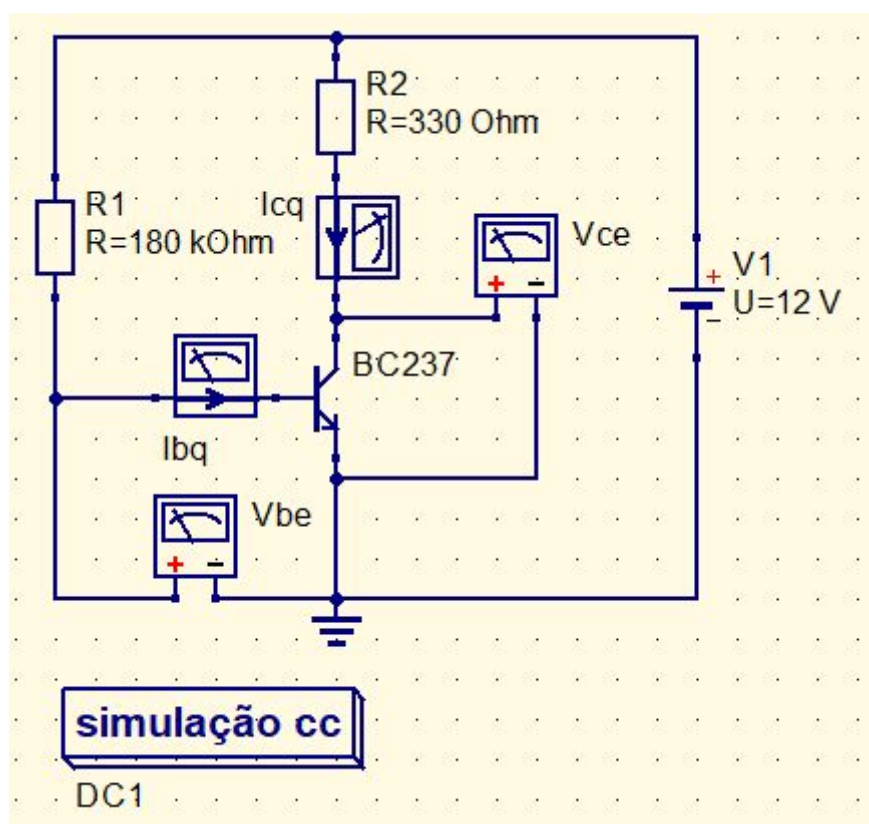 R2
R=330 Ohm
R1
R=180 kOhm
Icq
Vce
+ −
V1
U=12 V
+
−
BC237
Ibq
Vbe
+ −
simulação cc
DC1